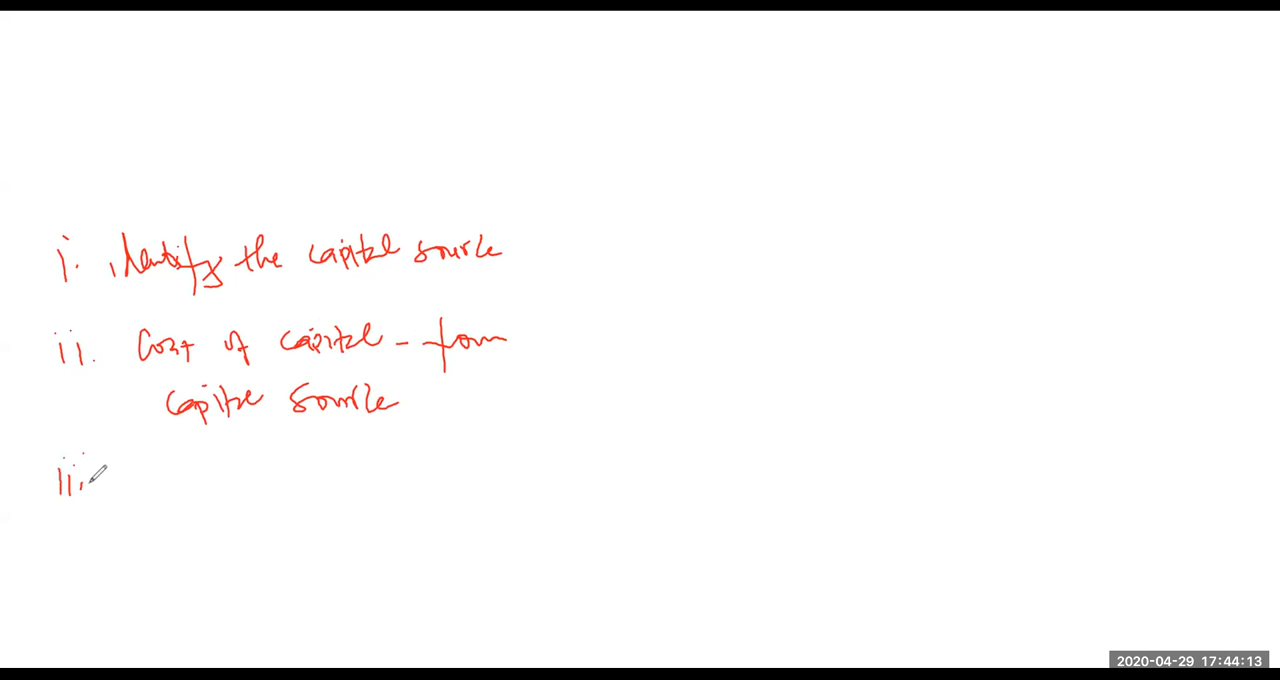 i. identify the capital source
ii. Cost of capital - from
capital source
iii
2020-04-29 17:44:13